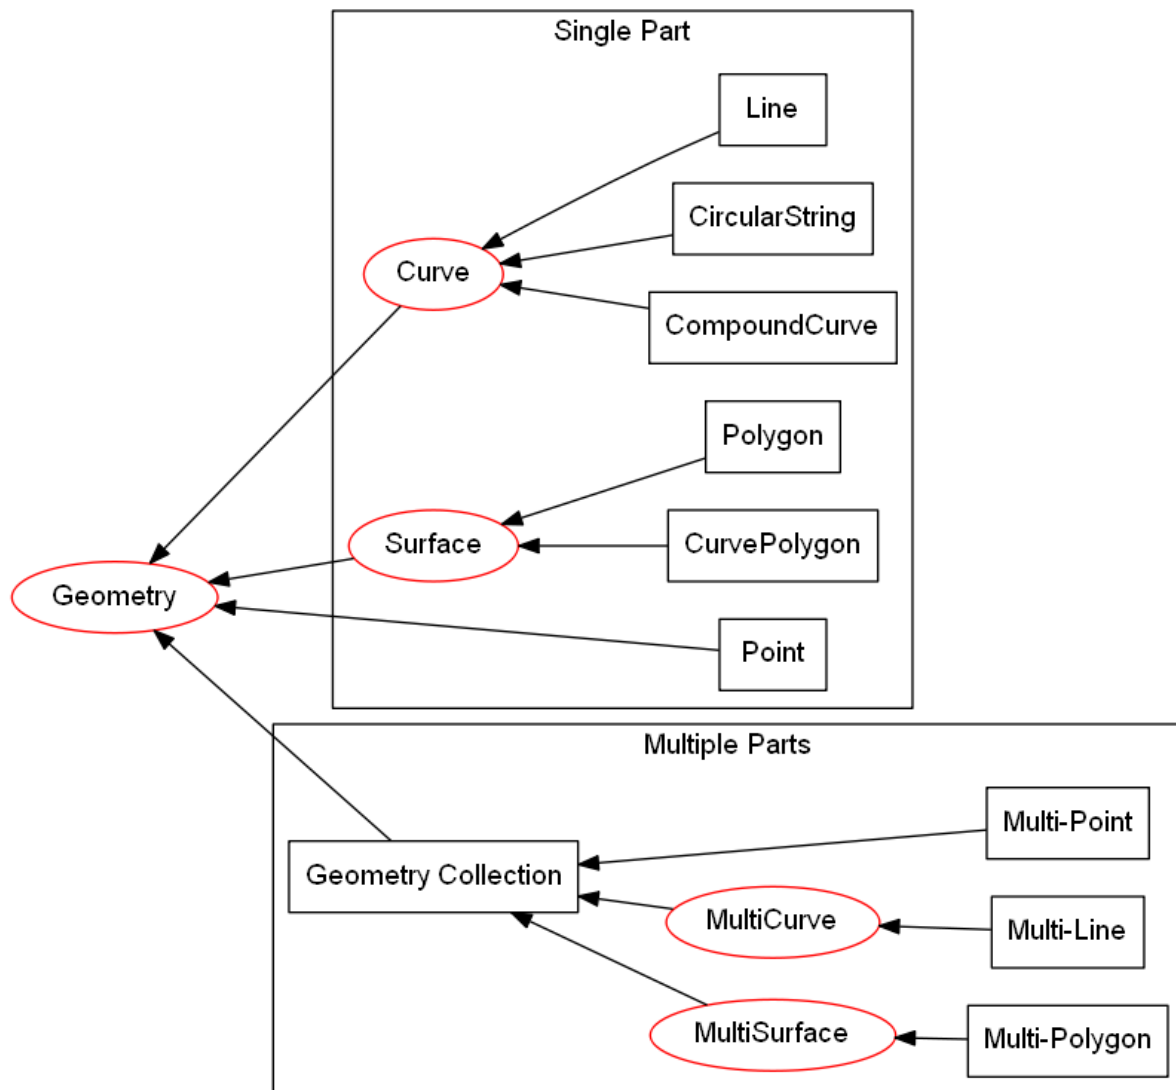 Single Part
Line
CircularString
Curve
CompoundCurve
Polygon
Surface
CurvePolygon
Geometry
Point
Multiple Parts
Multi-Point
Geometry Collection
MultiCurve
Multi-Line
MultiSurface
Multi-Polygon